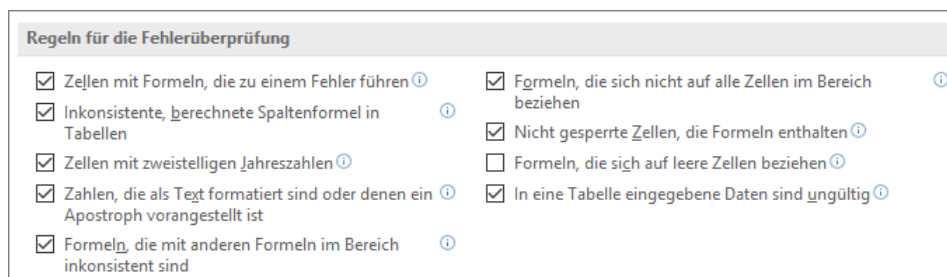 Regeln für die Fehlerüberprüfung
Zellen mit Formeln, die zu einem Fehler führen
Inkonsistente, berechnete Spaltenformel in
Tabellen
Zellen mit zweistelligen Jahreszahlen
Zahlen, die als Text formatiert sind oder denen ein
Apostroph vorangestellt ist
Formeln, die mit anderen Formeln im Bereich
inkonsistent sind
Formeln, die sich nicht auf alle Zellen im Bereich
beziehen
Nicht gesperrte Zellen, die Formeln enthalten
Formeln, die sich auf leere Zellen beziehen
In eine Tabelle eingegebene Daten sind ungültig